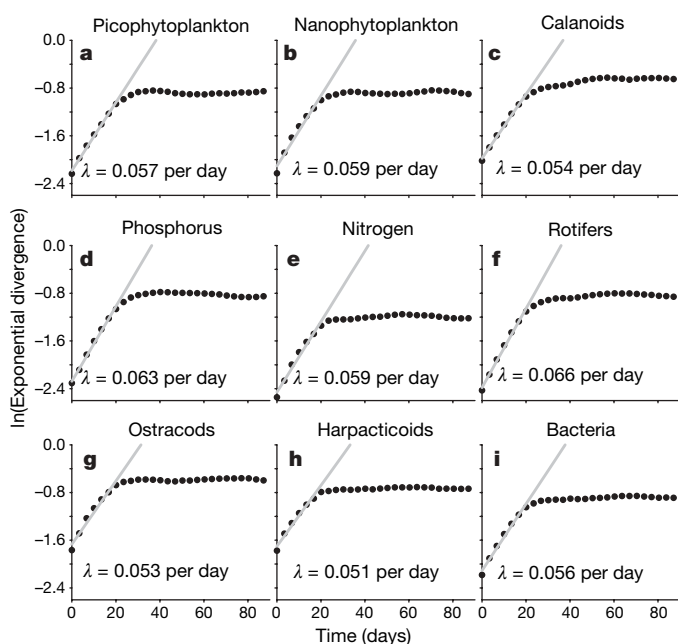 Picophytoplankton
Nanophytoplankton
Calanoids
0.0
−0.8
−1.6
−2.4
a
b
c
λ = 0.057 per day
λ = 0.059 per day
λ = 0.054 per day
Phosphorus
Nitrogen
Rotifers
0.0
−0.8
−1.6
−2.4
d
e
f
λ = 0.063 per day
λ = 0.059 per day
λ = 0.066 per day
ln(Exponential divergence)
Ostracods
Harpacticoids
Bacteria
0.0
−0.8
−1.6
−2.4
g
h
i
λ = 0.053 per day
λ = 0.051 per day
λ = 0.056 per day
0 20 40 60 80
0 20 40 60 80
0 20 40 60 80
Time (days)